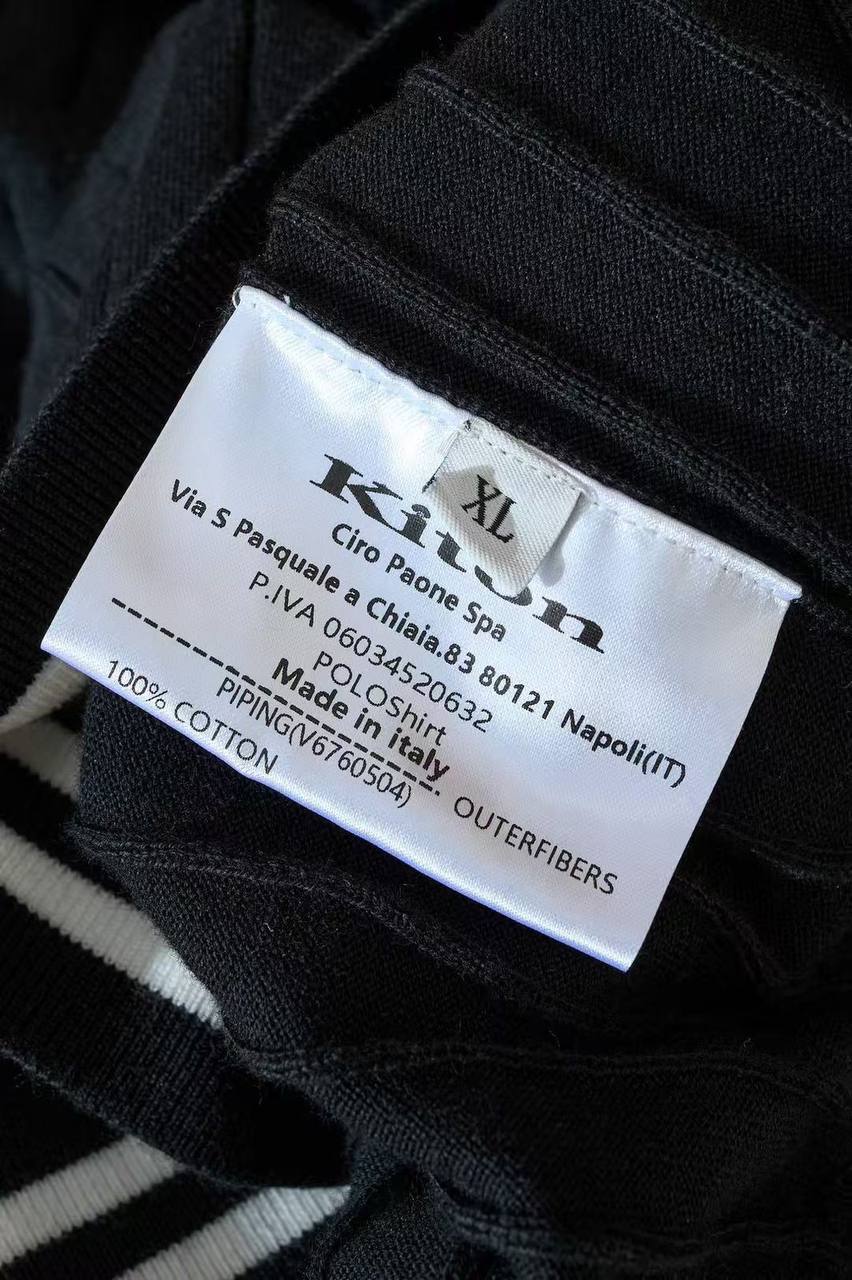 Kiton
XL
Ciro Paone Spa
Via S Pasquale a Chiaia.83 80121 Napoli(IT)
P.IVA 06034520632
POLOShirt
Made in italy
PIPING(V6760504) OUTERFIBERS
100% COTTON